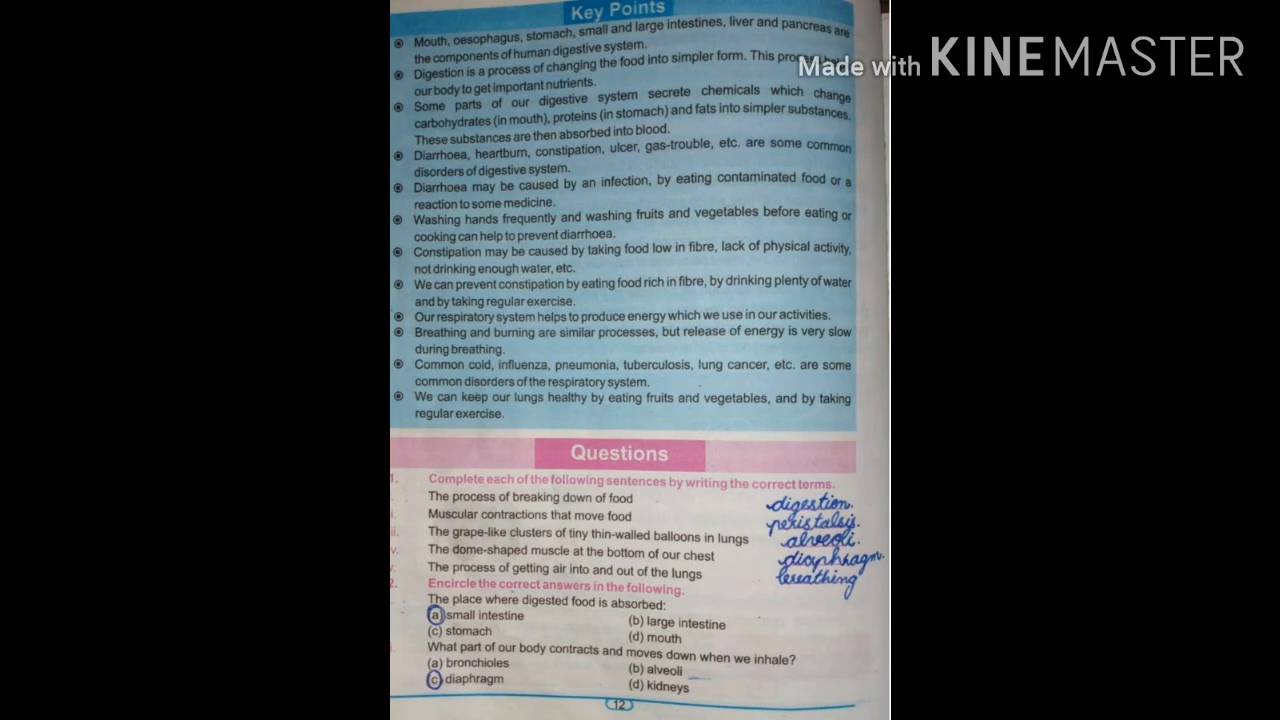 Key Points
Mouth, oesophagus, stomach, small and large intestines, liver and pancreas are
the components of human digestive system.
Digestion is a process of changing the food into simpler form. This
our body to get important nutrients.
Made with KINEMASTER
Some parts of our digestive system secrete chemicals which change
carbohydrates (in mouth), proteins (in stomach) and fats into simpler substances.
These substances are then absorbed into blood.
Diarrhoea, heartburn, constipation, ulcer, gas-trouble, etc. are some common
disorders of digestive system.
Diarrhoea may be caused by an infection, by eating contaminated food or a
reaction to some medicine.
Washing hands frequently and washing fruits and vegetables before eating or
cooking can help to prevent diarrhoea.
Constipation may be caused by taking food low in fibre, lack of physical activity,
not drinking enough water, etc.
We can prevent constipation by eating food rich in fibre, by drinking plenty of water
and by taking regular exercise.
Our respiratory system helps to produce energy which we use in our activities.
Breathing and burning are similar processes, but release of energy is very slow
during breathing.
Common cold, influenza, pneumonia, tuberculosis, lung cancer, etc. are some
common disorders of the respiratory system.
We can keep our lungs healthy by eating fruits and vegetables, and by taking
regular exercise.
Questions
1. Complete each of the following sentences by writing the correct terms.
The process of breaking down of food digestion.
Muscular contractions that move food peristalsis.
The grape-like clusters of tiny thin-walled balloons in lungs alveoli.
The dome-shaped muscle at the bottom of our chest diaphragm.
The process of getting air into and out of the lungs breathing
2. Encircle the correct answers in the following.
The place where digested food is absorbed:
(a) small intestine (b) large intestine
(c) stomach (d) mouth
What part of our body contracts and moves down when we inhale?
(a) bronchioles (b) alveoli
(c) diaphragm (d) kidneys
12